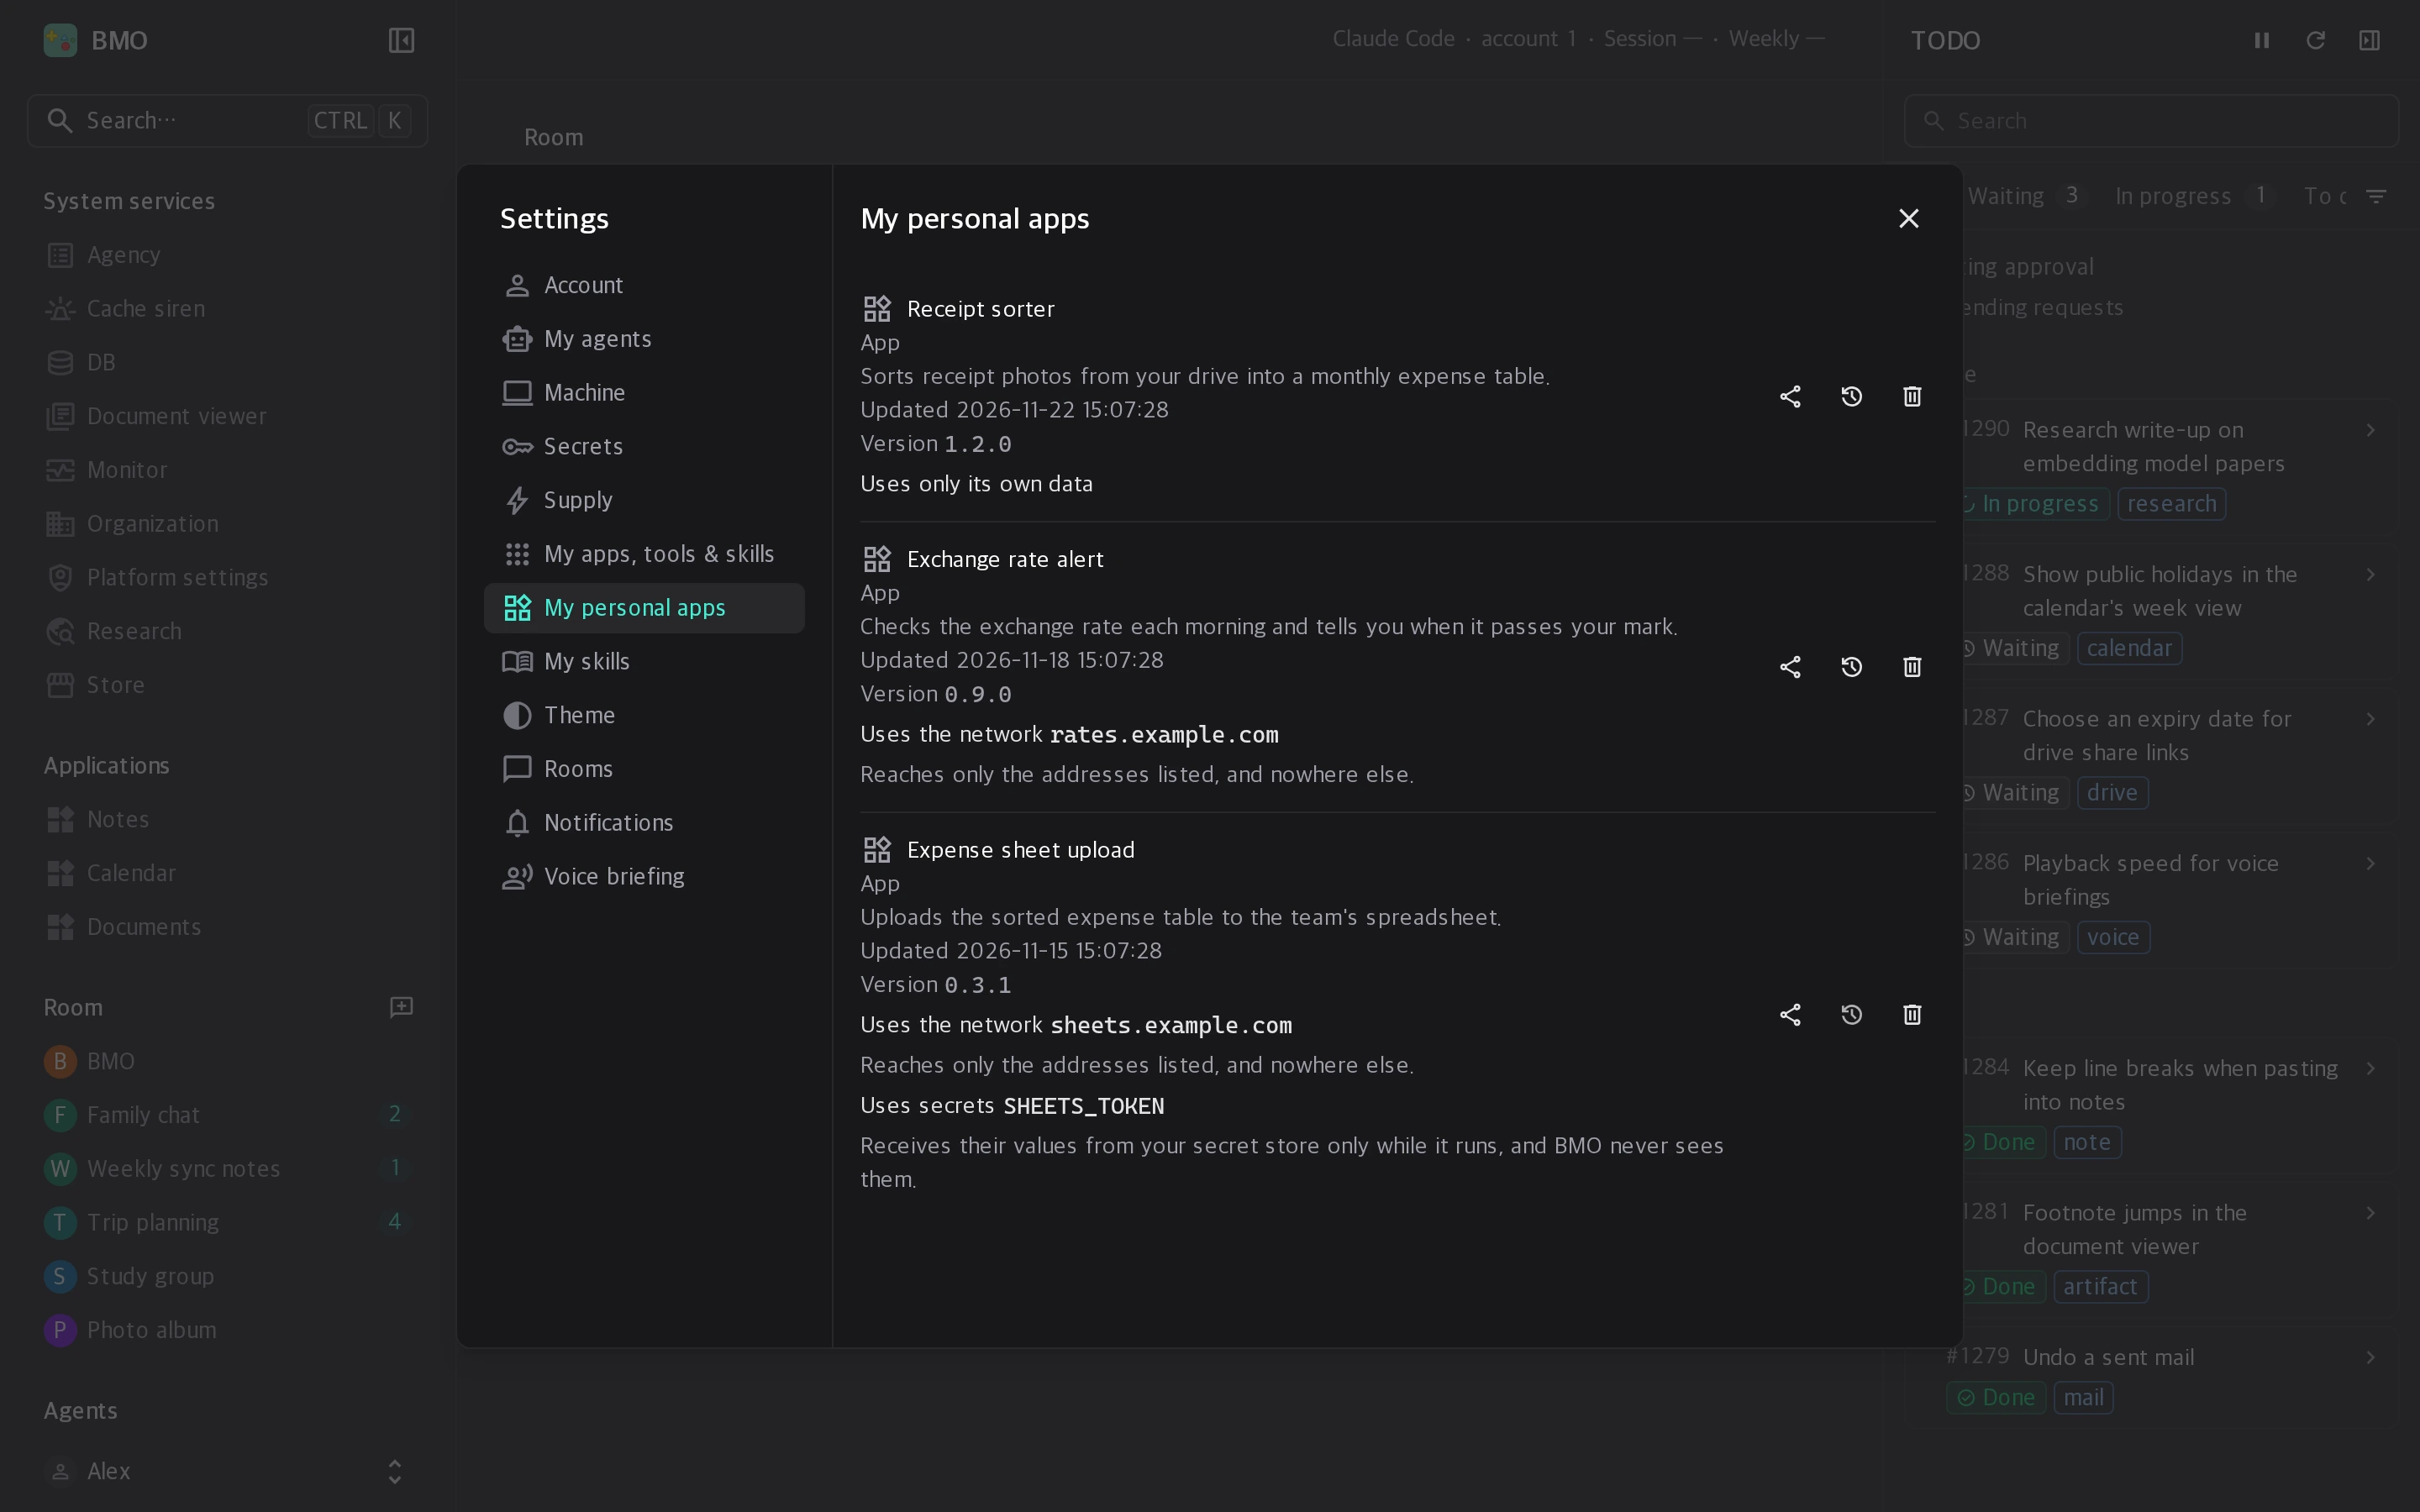 BMO
Search…
CTRL K
System services
Agency
Cache siren
DB
Document viewer
Monitor
Organization
Platform settings
Research
Store
Applications
Notes
Calendar
Documents
Room
B BMO
F Family chat 2
W Weekly sync notes 1
T Trip planning 4
S Study group
P Photo album
Agents
Alex
Claude Code · account 1 · Session — · Weekly —
Room
Settings
Account
My agents
Machine
Secrets
Supply
My apps, tools & skills
My personal apps
My skills
Theme
Rooms
Notifications
Voice briefing
My personal apps
Receipt sorter
App
Sorts receipt photos from your drive into a monthly expense table.
Updated 2026-11-22 15:07:28
Version 1.2.0
Uses only its own data
Exchange rate alert
App
Checks the exchange rate each morning and tells you when it passes your mark.
Updated 2026-11-18 15:07:28
Version 0.9.0
Uses the network rates.example.com
Reaches only the addresses listed, and nowhere else.
Expense sheet upload
App
Uploads the sorted expense table to the team's spreadsheet.
Updated 2026-11-15 15:07:28
Version 0.3.1
Uses the network sheets.example.com
Reaches only the addresses listed, and nowhere else.
Uses secrets SHEETS_TOKEN
Receives their values from your secret store only while it runs, and BMO never sees
them.
TODO
Search
Waiting 3 In progress 1 To
approval
requests
1290 Research write-up on
embedding model papers
In progress research
1288 Show public holidays in the
calendar's week view
Waiting calendar
1287 Choose an expiry date for
drive share links
Waiting drive
1286 Playback speed for voice
briefings
Waiting voice
1284 Keep line breaks when pasting
into notes
Done note
1281 Footnote jumps in the
document viewer
Done artifact
#1279 Undo a sent mail
Done mail